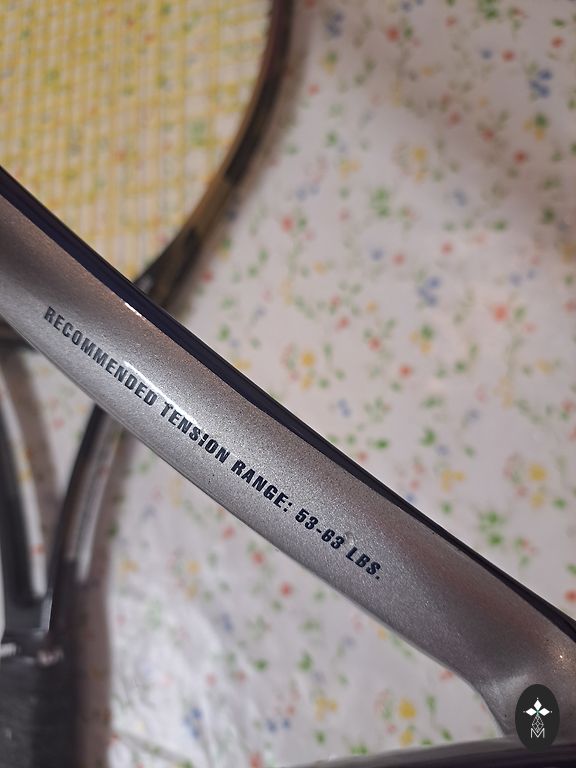 RECOMMENDED TENSION RANGE: 53-63 LBS.
M